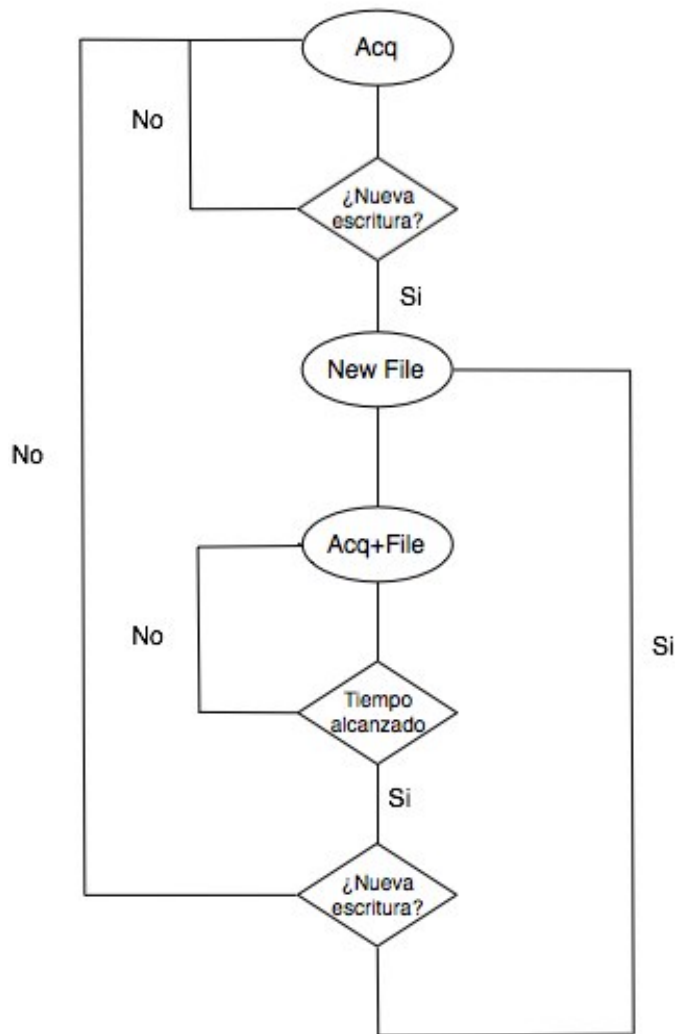 Acq
No
¿Nueva
escritura?
Si
New File
No
Acq+File
No
Si
Tiempo
alcanzado
Si
¿Nueva
escritura?